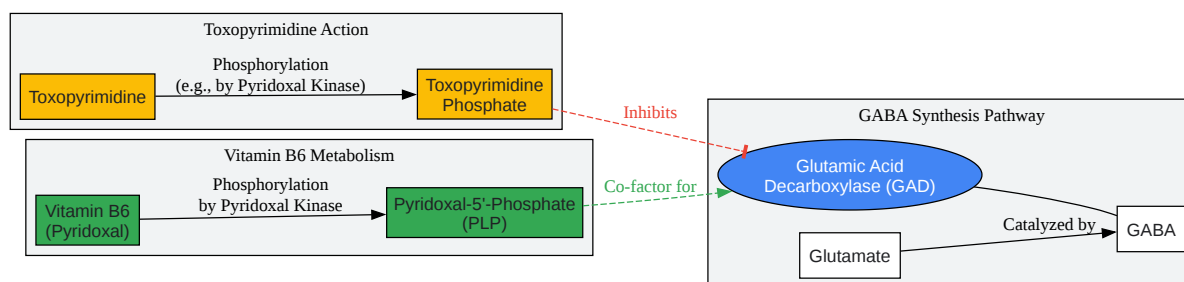 Toxopyrimidine Action
Phosphorylation
(e.g., by Pyridoxal Kinase)
Toxopyrimidine
Toxopyrimidine
Phosphate
Inhibits
Vitamin B6 Metabolism
Phosphorylation
by Pyridoxal Kinase
Vitamin B6
(Pyridoxal)
Pyridoxal-5'-Phosphate
(PLP)
Co-factor for
GABA Synthesis Pathway
Glutamic Acid
Decarboxylase (GAD)
Catalyzed by
Glutamate
GABA